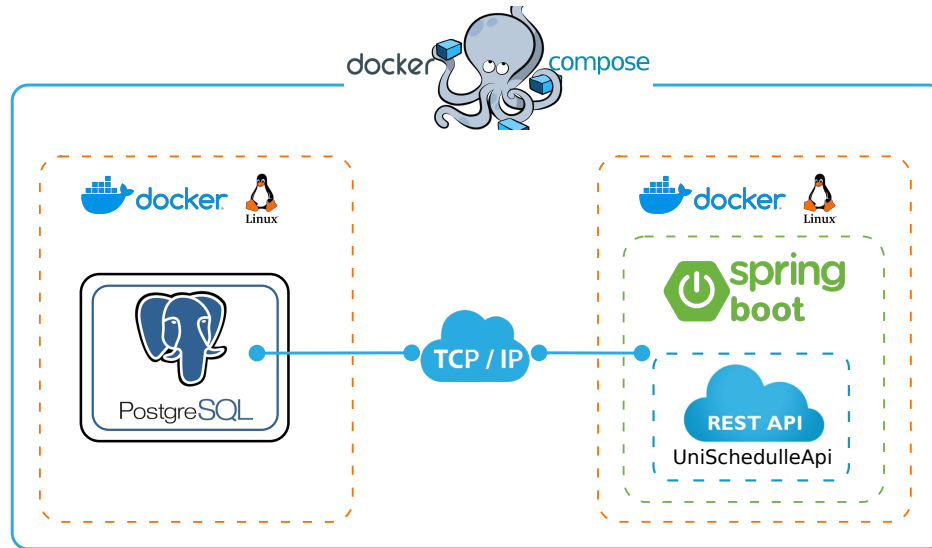 docker compose
docker
Linux
docker
Linux
spring
boot
TCP / IP
PostgreSQL
REST API
UniSchedulleApi